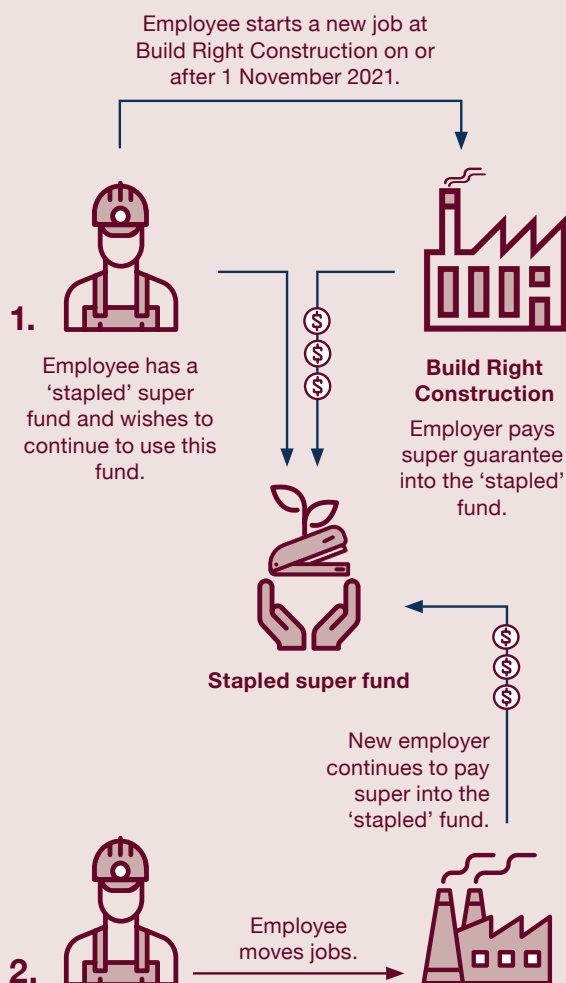 Employee starts a new job at
Build Right Construction on or
after 1 November 2021.
1.
Employee has a
‘stapled’ super
fund and wishes to
continue to use this
fund.
$
$
$
Build Right
Construction
Employer pays
super guarantee
into the ‘stapled’
fund.
Stapled super fund
$
$
$
New employer
continues to pay
super into the
‘stapled’ fund.
2.
Employee
moves jobs.